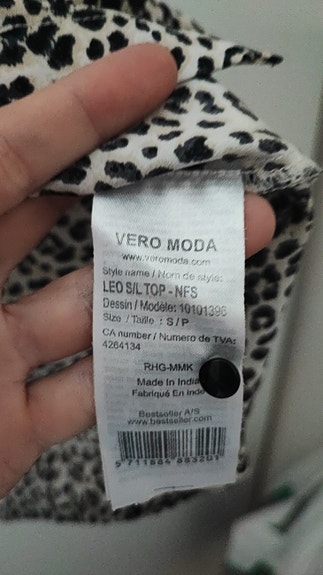 VERO MODA
www.veromoda.com
Style name / Nom de style:
LEO S/L TOP - NFS
Dessin / Modèle: 10101396
Size / Taille : S / P
CA number / Numero de TVA:
4264134
RHG-MMK
Made In India
Fabriqué En Inde
Bestseller A/S
www.bestseller.com